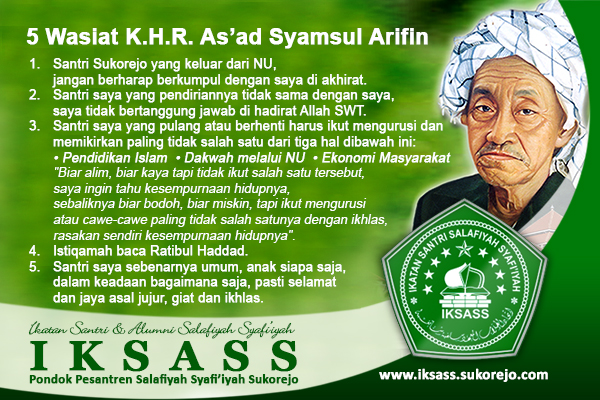 5 Wasiat K.H.R. As'ad Syamsul Arifin
1. Santri Sukorejo yang keluar dari NU,
jangan berharap berkumpul dengan saya di akhirat.
2. Santri saya yang pendiriannya tidak sama dengan saya,
saya tidak bertanggung jawab di hadirat Allah SWT.
3. Santri saya yang pulang atau berhenti harus ikut mengurusi dan
memikirkan paling tidak salah satu dari tiga hal dibawah ini:
• Pendidikan Islam • Dakwah melalui NU • Ekonomi Masyarakat
"Biar alim, biar kaya tapi tidak ikut salah satu tersebut,
saya ingin tahu kesempurnaan hidupnya,
sebaliknya biar bodoh, biar miskin, tapi ikut mengurusi
atau cawe-cawe paling tidak salah satunya dengan ikhlas,
rasakan sendiri kesempurnaan hidupnya".
4. Istiqamah baca Ratibul Haddad.
5. Santri saya sebenarnya umum, anak siapa saja,
dalam keadaan bagaimana saja, pasti selamat
dan jaya asal jujur, giat dan ikhlas.
IKATAN SANTRI SALAFIYAH SYAFI'IYAH
IKSASS
Ikatan Santri & Alumni Salafiyah Syafi'iyah
IKSASS
Pondok Pesantren Salafiyah Syafi'iyah Sukorejo
www.iksass.sukorejo.com